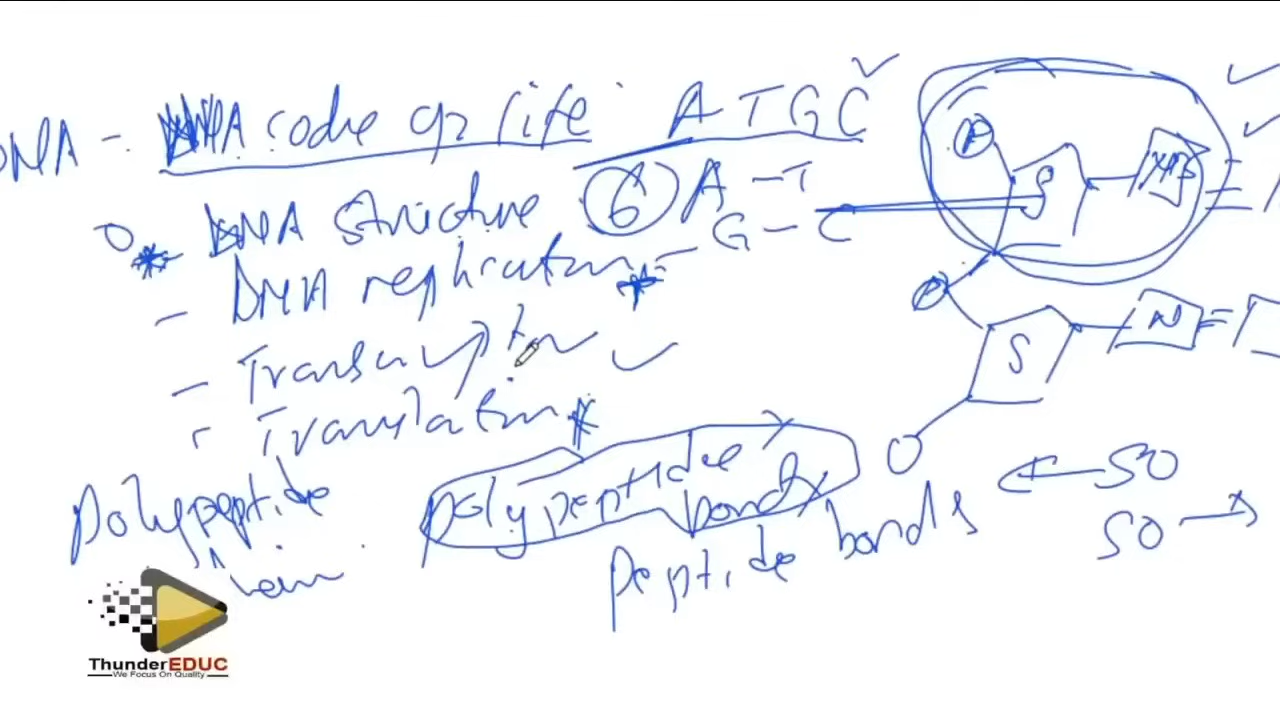 DNA - DNA code of life A T G C
DNA structure 6 A - T
G - C
- DNA replication
- Transcription
- Translation
polypeptide chain
polypeptide bonds
peptide bonds
P
S
P
S
N
50
50
ThunderEDUC
We Focus On Quality